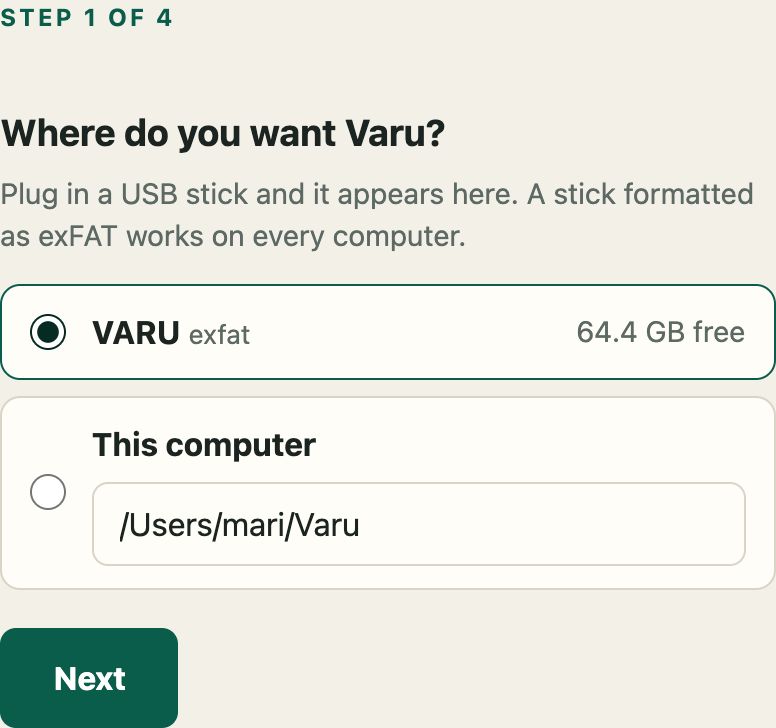 STEP 1 OF 4
Where do you want Varu?
Plug in a USB stick and it appears here. A stick formatted
as exFAT works on every computer.
VARU exfat 64.4 GB free
This computer
/Users/mari/Varu
Next